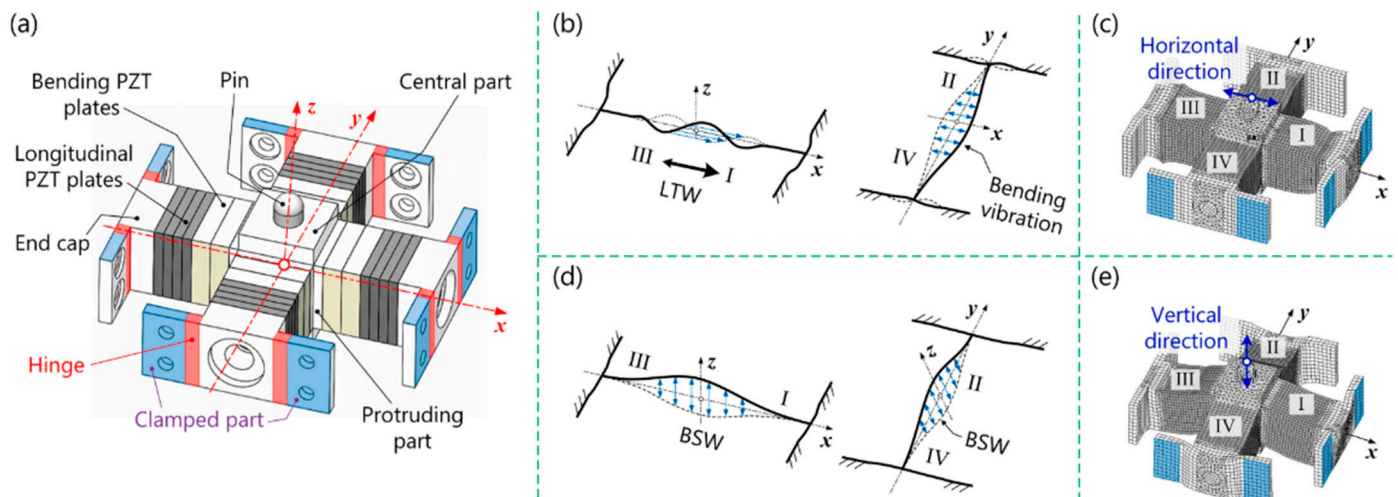 (a)
Bending PZT
plates
Pin
Central part
Longitudinal
PZT plates
End cap
z
y
x
Hinge
Clamped part
Protruding
part
(b)
z
x
III
I
LTW
y
II
x
IV
Bending
vibration
(c)
Horizontal
direction
y
II
III
I
IV
x
(d)
III
z
I
x
BSW
y
z
II
IV
BSW
(e)
Vertical
direction
y
II
III
I
IV
x